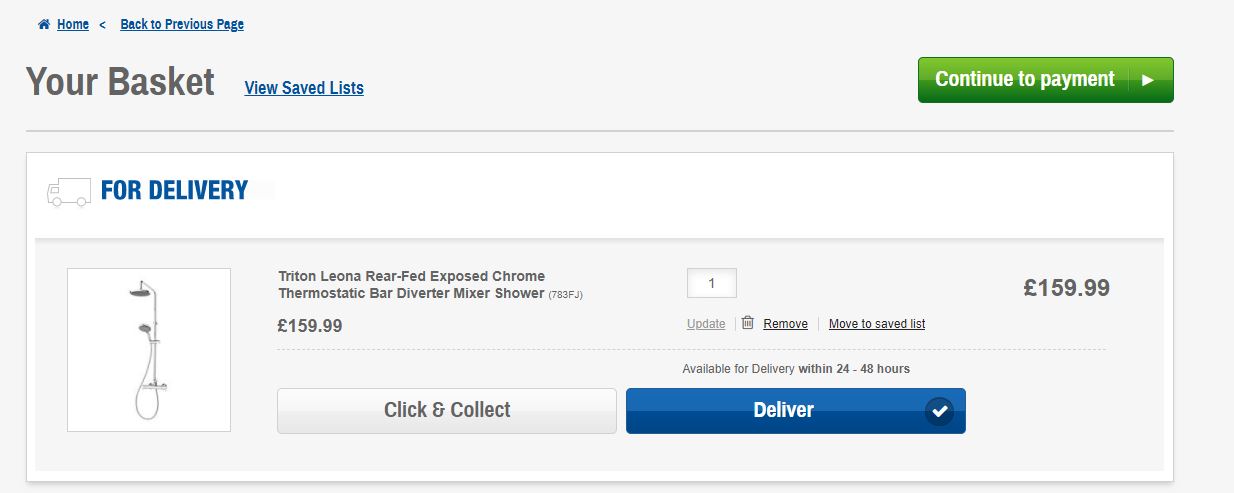 Home < Back to Previous Page
Your Basket View Saved Lists
Continue to payment
FOR DELIVERY
Triton Leona Rear-Fed Exposed Chrome
Thermostatic Bar Diverter Mixer Shower (783FJ)
£159.99
1
Update Remove Move to saved list
£159.99
Available for Delivery within 24 - 48 hours
Click & Collect
Deliver